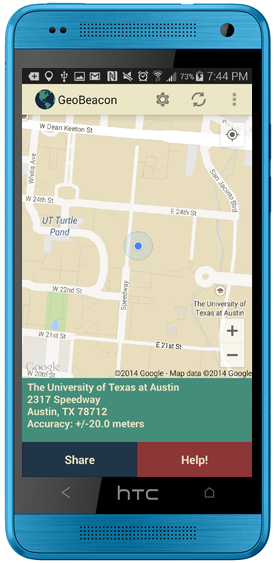 73% 7:44 PM
GeoBeacon
W Dean Keeton St
Whitis Ave
San Jacinto Blvd
W 24th St
E 24th St
UT Turtle
Pond
Speedway
W 22nd St
The University of
Texas at Austin
W 21st St
E 21st St
+
−
Google
W 20th St
©2014 Google - Map data ©2014 Google
The University of Texas at Austin
2317 Speedway
Austin, TX 78712
Accuracy: +/-20.0 meters
Share
Help!
hTC